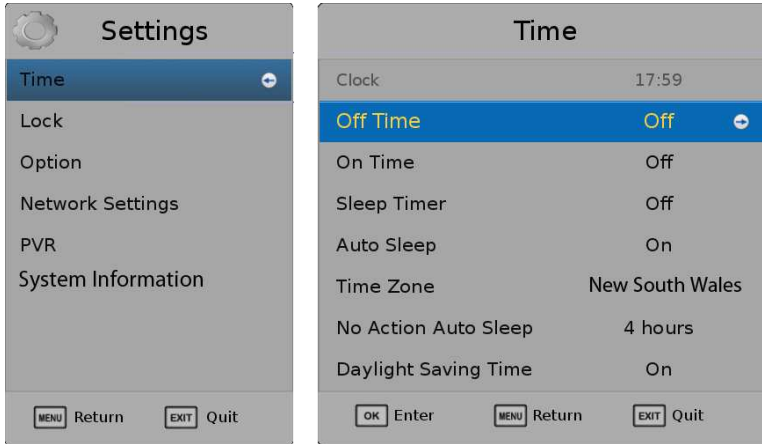 Settings
Time
Lock
Option
Network Settings
PVR
System Information
MENU Return EXIT Quit
Time
Clock 17:59
Off Time Off
On Time Off
Sleep Timer Off
Auto Sleep On
Time Zone New South Wales
No Action Auto Sleep 4 hours
Daylight Saving Time On
OK Enter MENU Return EXIT Quit